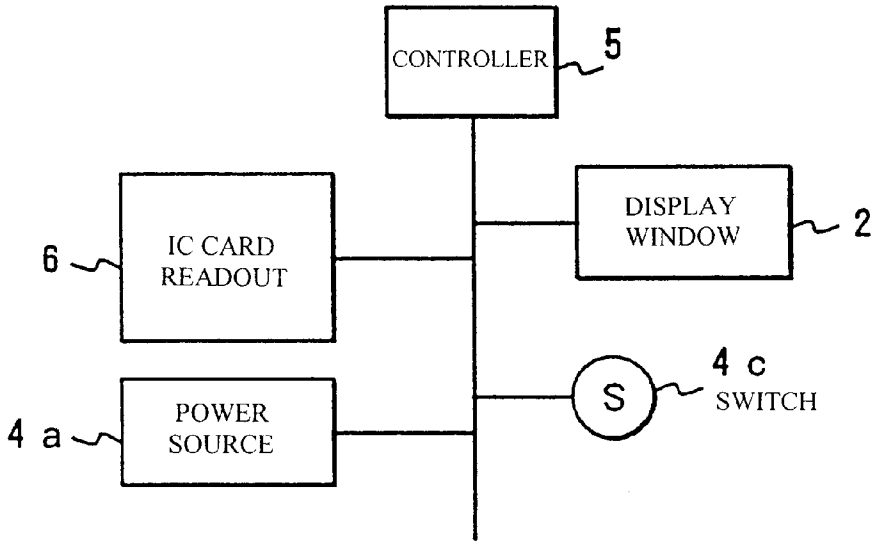 CONTROLLER
5
IC CARD
READOUT
6
DISPLAY
WINDOW
2
POWER
SOURCE
4 a
S
4 c
SWITCH